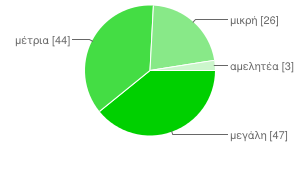 μικρή [26]
μέτρια [44]
αμελητέα [3]
μεγάλη [47]